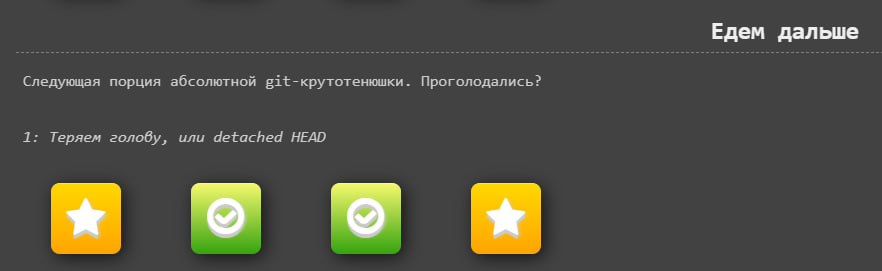 Едем дальше
Следующая порция абсолютной git-крутотенюшки. Проголодались?
1: Теряем голову, или detached HEAD